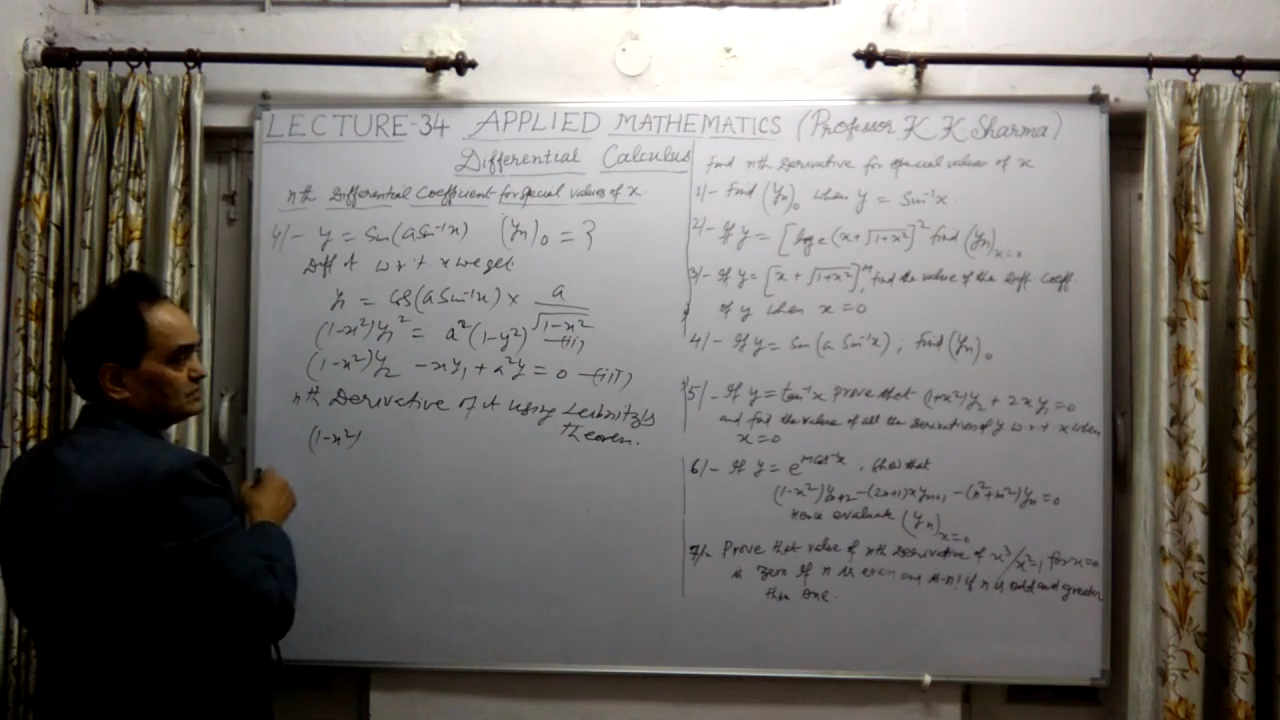 LECTURE-34 APPLIED MATHEMATICS (Professor K K Sharma)
Differential Calculus
nth Differential Coefficient for special values of x.
4/- y = Sin(a Sin⁻¹x) (yn)₀ = ?
Diff it w.r.t. x we get
y₁ = Cos(a Sin⁻¹x) × a/√1-x²
(1-x²)y₁² = a²(1-y²) —(ii)
(1-x²)y₂ - xy₁ + a²y = 0 —(iii)
nth Derivative of it using Leibnitz's
theorem.
(1-x²)
Find nth Derivative for special values of x
1/- Find (yn)₀ when y = Sin⁻¹x
2/- If y = [log e (x+√1+x²)]² find (yn)x=0
3/- If y = [x + √1+x²]ᵐ, find the value of the Diff Coeff.
of y when x = 0
4/- If y = Sin (a Sin⁻¹x) ; Find (yn)₀
5/- If y = tan⁻¹x prove that (1+x²)y₂ + 2xy₁ = 0
and find the value of all the derivatives of y w.r.t x when
x = 0
6/- If y = e^mcos⁻¹x, show that
(1-x²)yn+2 - (2n+1)xyn+1 - (n²+m²)yn = 0
Hence evaluate (yn)x=0
7/- Prove that value of nth derivative of x³/x²-1 for x=0
is zero if n is even and is -n! if n is odd and greater
than one.